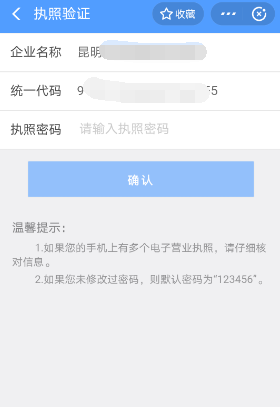 执照验证
收藏
企业名称 昆明
统一代码 9 55
执照密码 请输入执照密码
确认
温馨提示：
1.如果您的手机上有多个电子营业执照，请仔细核
对信息。
2.如果您未修改过密码，则默认密码为“123456”。